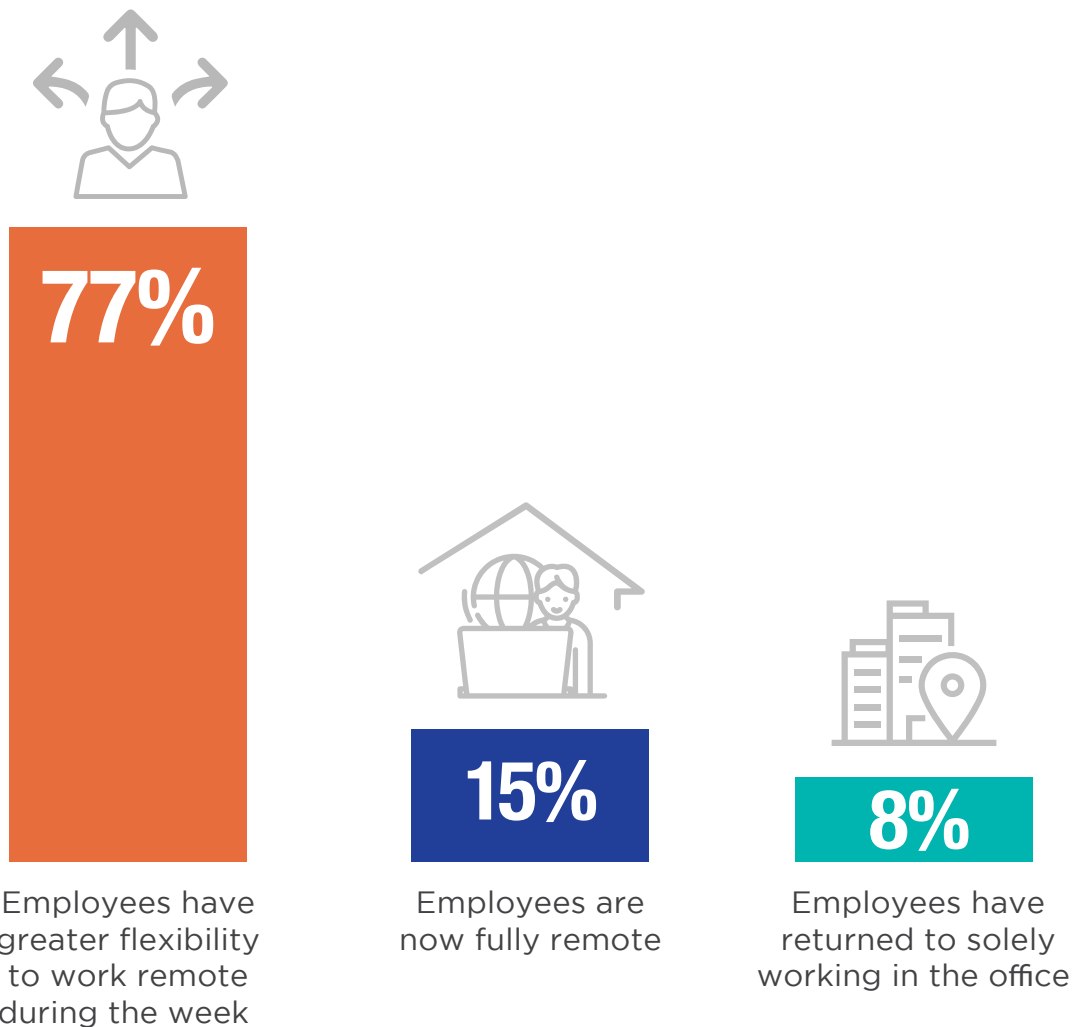 77%
Employees have
greater flexibility
to work remote
during the week
15%
Employees are
now fully remote
8%
Employees have
returned to solely
working in the office